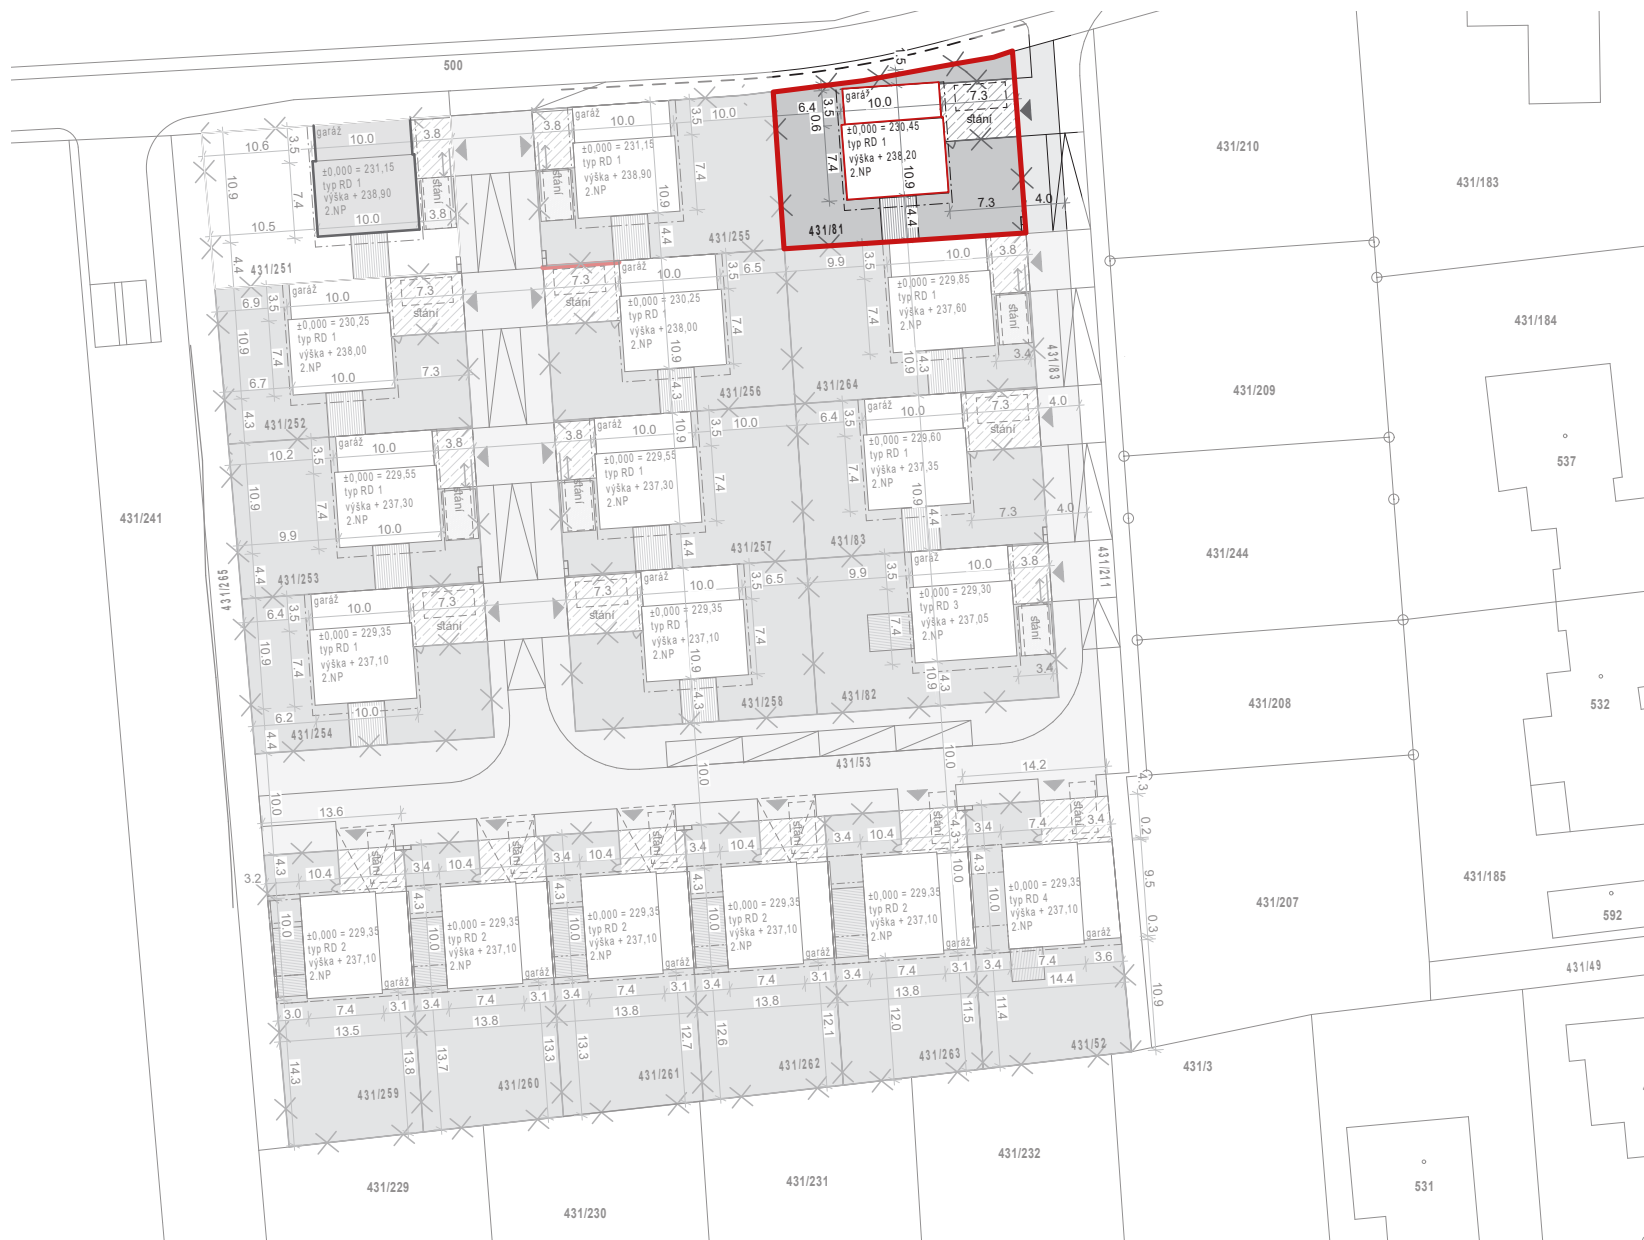 500
431/210
431/183
431/184
431/209
431/244
537
532
431/208
431/207
431/185
592
431/49
431/3
531
431/232
431/231
431/230
431/229
431/241
431/265
431/211
431/83
431/53
garáž
10.0
3.8
10.6
3.5
±0,000 = 231,15
typ RD 1
výška + 238,90
2.NP
10.9
7.4
stání
10.0
3.8
10.5
4.4
431/251
3.8
garáž
10.0
3.5
10.0
±0,000 = 231,15
typ RD 1
výška + 238,90
2.NP
stání
10.9
7.4
4.4
431/255
1.5
garáž
10.0
7.3
stání
6.4
3.5
0.6
±0,000 = 230,45
typ RD 1
výška + 238,20
2.NP
7.4
10.9
7.3
4.0
4.4
431/81
garáž
10.0
7.3
stání
6.9
3.5
±0,000 = 230,25
typ RD 1
výška + 238,00
2.NP
10.9
7.4
10.0
7.3
6.7
4.3
431/252
7.3
stání
garáž
10.0
3.5
6.5
±0,000 = 230,25
typ RD 1
výška + 238,00
2.NP
10.9
7.4
4.3
431/256
9.9
3.5
10.0
3.8
±0,000 = 229,85
typ RD 1
výška + 237,60
2.NP
stání
7.4
10.9
4.3
3.4
431/264
garáž
10.0
3.8
10.2
3.5
±0,000 = 229,55
typ RD 1
výška + 237,30
2.NP
stání
10.9
7.4
10.0
9.9
4.4
431/253
3.8
garáž
10.0
10.9
3.5
10.0
±0,000 = 229,55
typ RD 1
výška + 237,30
2.NP
stání
7.4
4.4
431/257
6.4
3.5
garáž
10.0
7.3
stání
4.0
±0,000 = 229,60
typ RD 1
výška + 237,35
2.NP
7.4
10.9
7.3
4.0
4.4
431/83
garáž
10.0
7.3
stání
6.4
3.5
±0,000 = 229,35
typ RD 1
výška + 237,10
2.NP
10.9
7.4
10.0
6.2
4.4
431/254
7.3
stání
garáž
10.0
3.5
6.5
±0,000 = 229,35
typ RD 1
výška + 237,10
2.NP
10.9
7.4
4.3
431/258
9.9
3.5
garáž
10.0
3.8
±0,000 = 229,30
typ RD 3
výška + 237,05
2.NP
stání
7.4
10.9
4.3
3.4
431/82
10.0
13.6
10.0
10.0
14.2
4.3
0.2
9.5
0.3
10.9
3.2
4.3
10.4
stání
3.4
10.0
±0,000 = 229,35
typ RD 2
výška + 237,10
2.NP
garáž
3.0
7.4
3.1
13.5
14.3
13.8
431/259
4.3
10.4
stání
3.4
10.0
±0,000 = 229,35
typ RD 2
výška + 237,10
2.NP
garáž
3.4
7.4
3.1
13.8
13.7
13.3
431/260
4.3
10.4
stání
3.4
10.0
±0,000 = 229,35
typ RD 2
výška + 237,10
2.NP
garáž
3.4
7.4
3.1
13.8
13.3
12.7
431/261
4.3
10.4
stání
3.4
10.0
±0,000 = 229,35
typ RD 2
výška + 237,10
2.NP
garáž
3.4
7.4
3.1
13.8
12.6
12.1
431/262
10.4
stání
4.3
3.4
10.0
±0,000 = 229,35
typ RD 2
výška + 237,10
2.NP
garáž
3.4
7.4
3.1
13.8
12.0
11.5
431/263
4.3
7.4
stání
3.4
10.0
±0,000 = 229,35
typ RD 4
výška + 237,10
2.NP
garáž
3.4
7.4
3.6
14.4
11.4
431/52